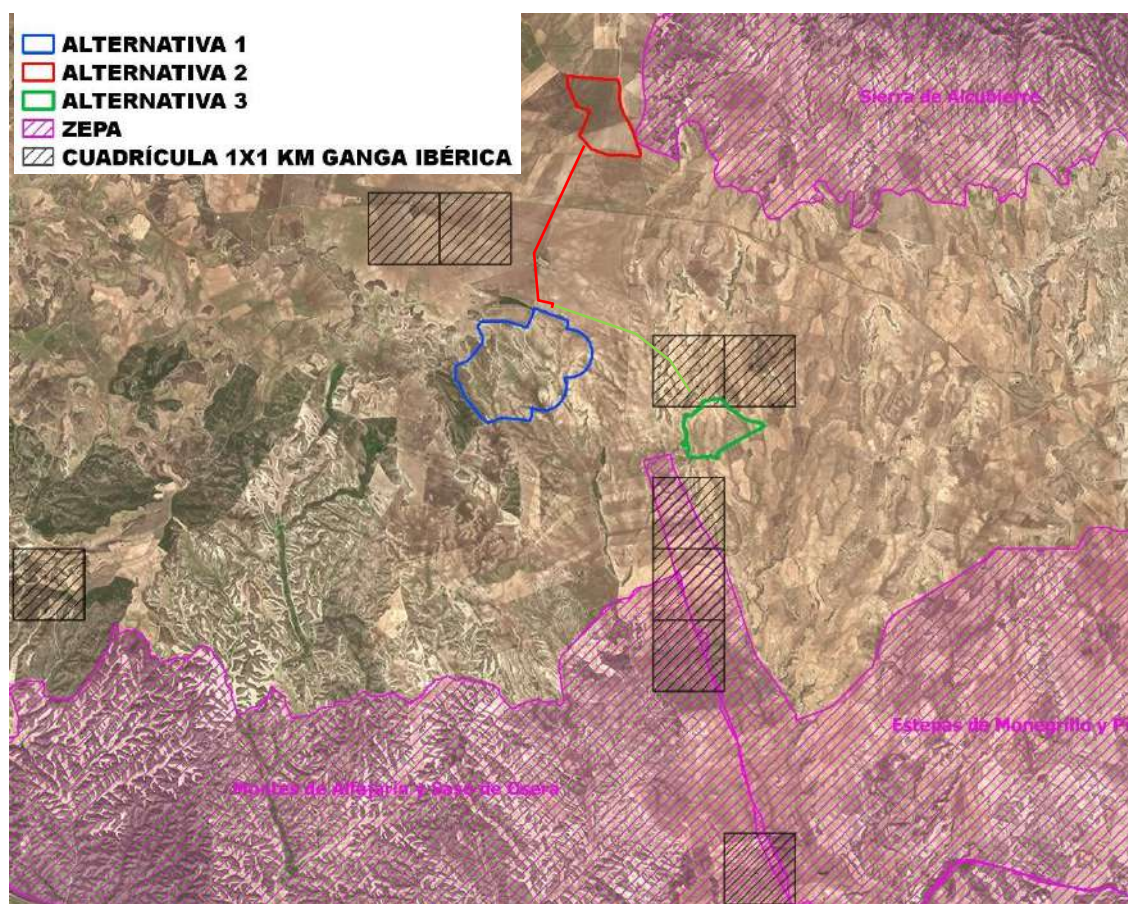 ALTERNATIVA 1
ALTERNATIVA 2
ALTERNATIVA 3
ZEPA
CUADRÍCULA 1X1 KM GANGA IBÉRICA
Sierra de Alcubierre
Estepas de Monegrillo y Pi
Montes de Alfajarín y Saso de Osera